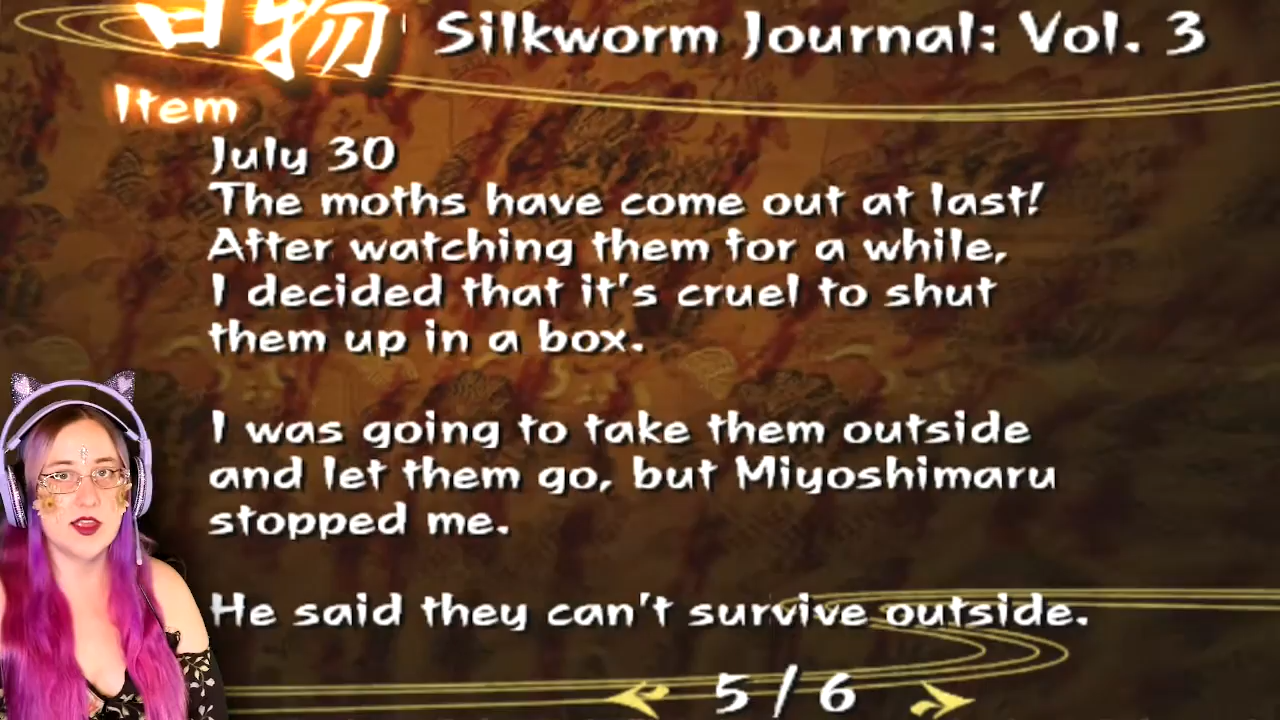 Silkworm Journal: Vol. 3
Item
July 30
The moths have come out at last!
After watching them for a while,
I decided that it's cruel to shut
them up in a box.
I was going to take them outside
and let them go, but Miyoshimaru
stopped me.
He said they can't survive outside.
5 / 6